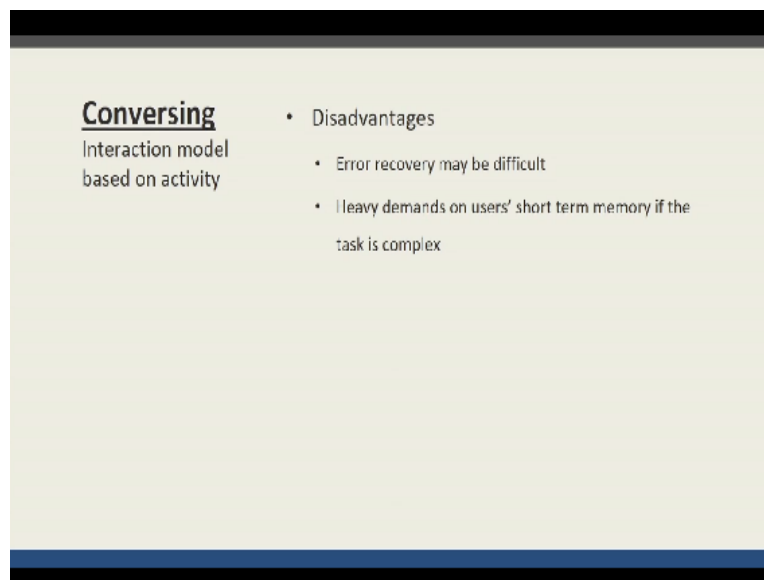 Conversing
Interaction model
based on activity
• Disadvantages
• Error recovery may be difficult
• Heavy demands on users' short term memory if the
task is complex